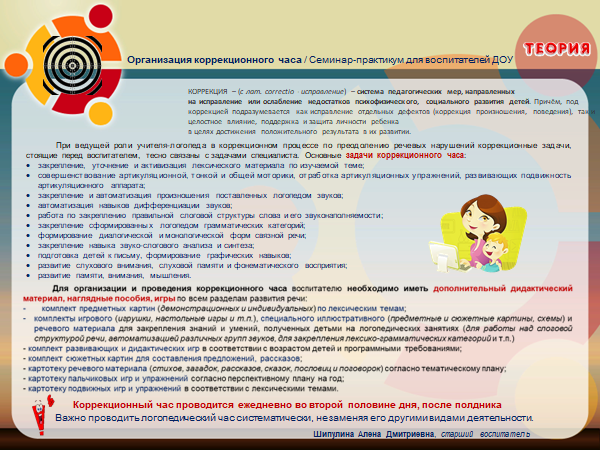 Организация коррекционного часа / Семинар-практикум для воспитателей ДОУ
ТЕОРИЯ
КОРРЕКЦИЯ – (с лат. correctio исправление) – система педагогических мер, направленных
на исправление или ослабление недостатков психофизического, социального развития детей. Причём, под
коррекцией подразумевается как исправление отдельных дефектов (коррекция произношения, поведения), так и
целостное влияние, поддержка и защита личности ребенка
в целях достижения положительного результата в их развитии.
При ведущей роли учителя-логопеда в коррекционном процессе по преодолению речевых нарушений коррекционные задачи,
стоящие перед воспитателем, тесно связаны с задачами специалиста. Основные задачи коррекционного часа:
• закрепление, уточнение и активизация лексического материала по изучаемой теме;
• совершенствование артикуляционной, тонкой и общей моторики, отработка артикуляционных упражнений, развивающих подвижность
артикуляционного аппарата;
• закрепление и автоматизация произношения поставленных логопедом звуков;
• автоматизация навыков дифференциации звуков;
• работа по закреплению правильной слоговой структуры слова и его звуконаполняемости;
• закрепление сформированных логопедом грамматических категорий;
• формирование диалогической и монологической форм связной речи;
• закрепление навыка звуко-слогового анализа и синтеза;
• подготовка детей к письму, формирование графических навыков;
• развитие слухового внимания, слуховой памяти и фонематического восприятия;
• развитие памяти, внимания, мышления.
Для организации и проведения коррекционного часа воспитателю необходимо иметь дополнительный дидактический
материал, наглядные пособия, игры по всем разделам развития речи:
- комплект предметных картин (демонстрационных и индивидуальных) по лексическим темам;
- комплекты игрового (игрушки, настольные игры и т.п.), специального иллюстративного (предметные и сюжетные картины, схемы) и
речевого материала для закрепления знаний и умений, полученных детьми на логопедических занятиях (для работы над слоговой
структурой речи, автоматизацией различных групп звуков, для закрепления лексико-грамматических категорий и т.п.)
- комплект развивающих и дидактических игр в соответствии с возрастом детей и программными требованиями;
- комплект сюжетных картин для составления предложений, рассказов;
- картотеку речевого материала (стихов, загадок, рассказов, сказок, пословиц и поговорок) согласно тематическому плану;
- картотеку пальчиковых игр и упражнений согласно перспективному плану на год;
- картотеку подвижных игр и упражнений в соответствии с лексическими темами.
Коррекционный час проводится ежедневно во второй половине дня, после полдника
Важно проводить логопедический час систематически, не заменяя его другими видами деятельности.
Шипулина Алена Дмитриевна, старший воспитатель